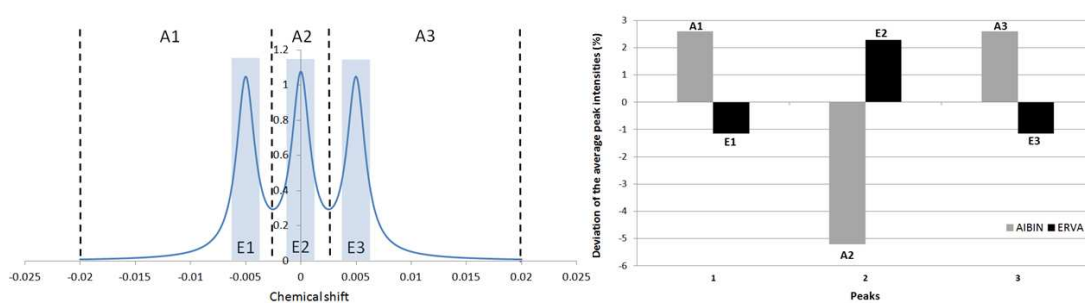 A1 A2 A3
1.2
1
0.8
0.6
0.4
0.2
0
E1 E2 E3
-0.025 -0.02 -0.015 -0.01 -0.005 0 0.005 0.01 0.015 0.02 0.025
Chemical shift
Deviation of the average peak intensities (%)
3
2
1
0
-1
-2
-3
-4
-5
-6
A1
E1
E2
A2
A3
E3
AIBIN ERVA
1 2 3
Peaks